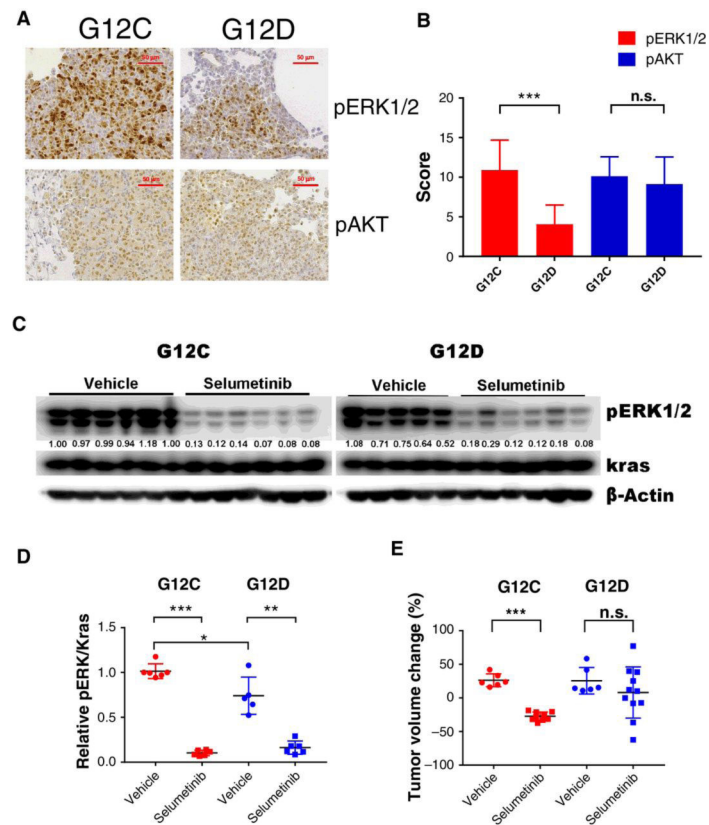 A
G12C G12D
50 µm 50 µm
pERK1/2
50 µm 50 µm
pAKT
B
pERK1/2
pAKT
*** n.s.
Score
20
15
10
5
0
G12C G12D G12C G12D
C
G12C G12D
Vehicle Selumetinib Vehicle Selumetinib
pERK1/2
1.00 0.97 0.99 0.94 1.18 1.00 0.13 0.12 0.14 0.07 0.08 0.08 1.08 0.71 0.75 0.64 0.52 0.18 0.29 0.12 0.12 0.18 0.08
kras
β-Actin
D
G12C G12D
*** **
*
Relative pERK/Kras
1.5
1.0
0.5
0.0
Vehicle Selumetinib Vehicle Selumetinib
E
G12C G12D
*** n.s.
Tumor volume change (%)
100
50
0
−50
−100
Vehicle Selumetinib Vehicle Selumetinib